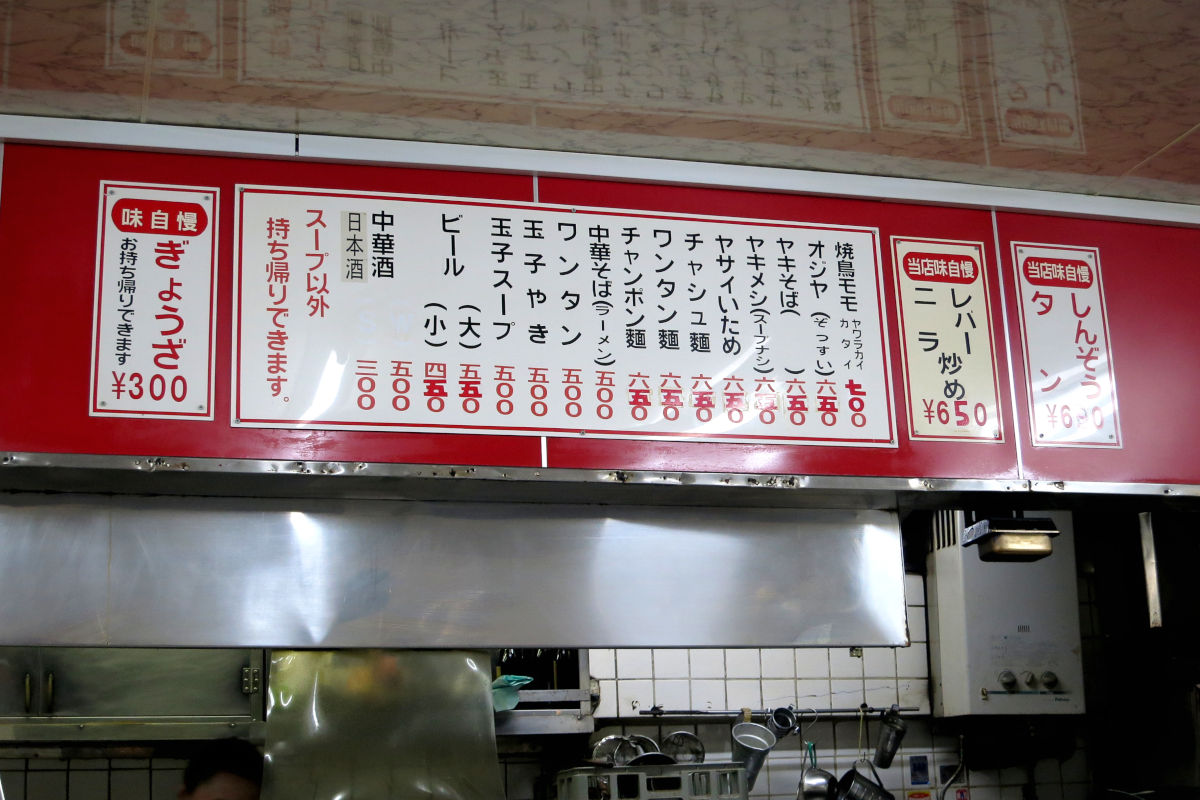 当店味自慢
しんぞう
タン
当店味自慢
レバー
ニラ
炒め
¥650
焼鳥モモ ヤワラカイ カタイ 七〇〇
オジヤ(ぞっすい) 六五〇
ヤキそば( ) 六五〇
ヤキメシ(スープナシ) 六五〇
ヤサイいため 六五〇
チャシュ麺 六五〇
ワンタン麺 六五〇
チャンポン麺 六五〇
中華そば(ラーメン) 五〇〇
ワンタン 五〇〇
玉子やき 五〇〇
玉子スープ 五〇〇
ビール (大) 五五〇
(小) 四五〇
中華酒 五〇〇
日本酒 三〇〇
スープ以外
持ち帰りできます。
味自慢
ぎょうざ
お持ち帰りできます
¥300